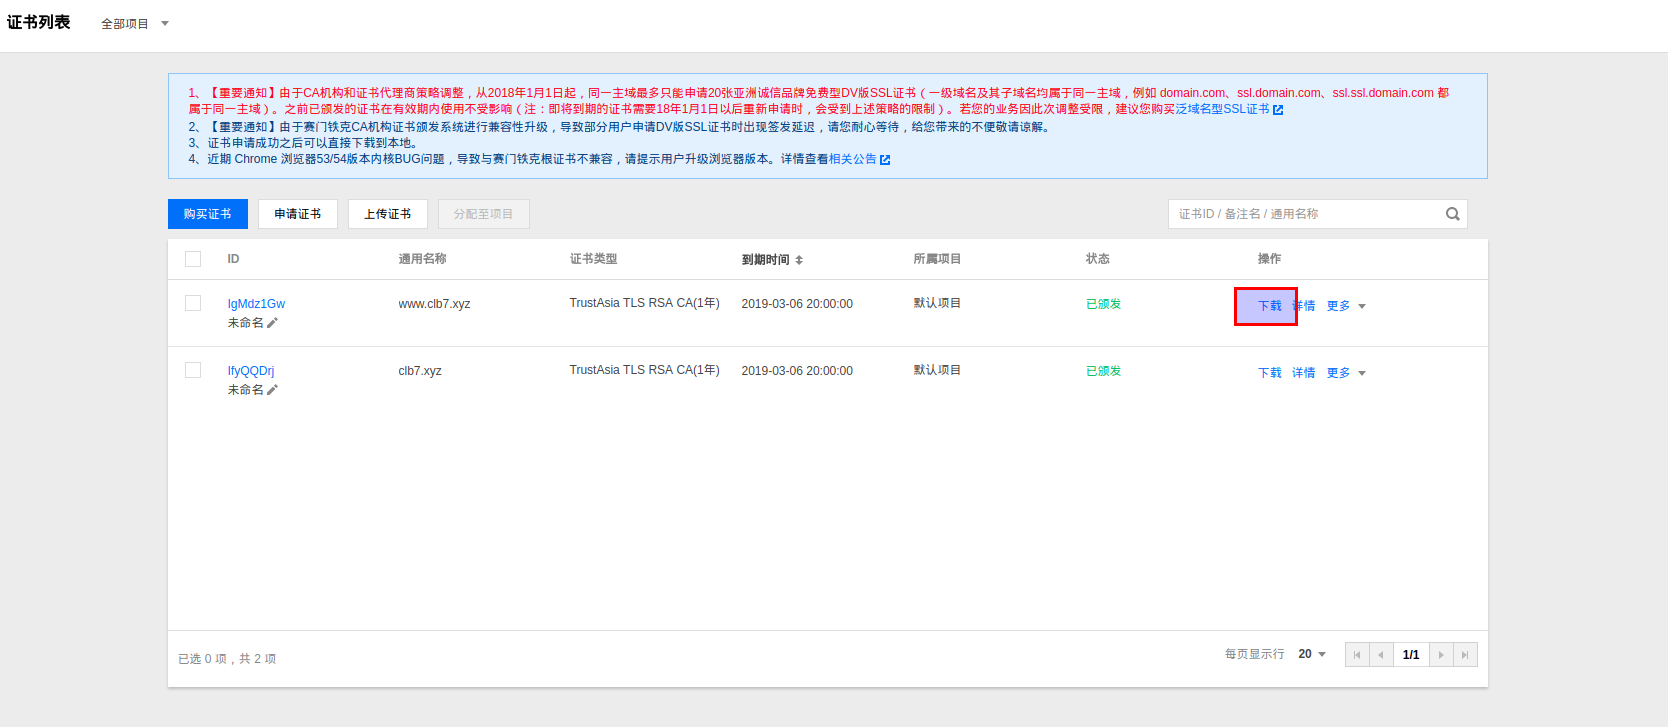 证书列表 全部项目
1、【重要通知】由于CA机构和证书代理商策略调整，从2018年1月1日起，同一主域最多只能申请20张亚洲诚信品牌免费型DV版SSL证书（一级域名及其子域名均属于同一主域，例如 domain.com、ssl.domain.com、ssl.ssl.domain.com 都
属于同一主域）。之前已颁发的证书在有效期内使用不受影响（注：即将到期的证书需要18年1月1日以后重新申请时，会受到上述策略的限制）。若您的业务因此次调整受限，建议您购买泛域名型SSL证书
2、【重要通知】由于赛门铁克CA机构证书颁发系统进行兼容性升级，导致部分用户申请DV版SSL证书时出现签发延迟，请您耐心等待，给您带来的不便敬请谅解。
3、证书申请成功之后可以直接下载到本地。
4、近期 Chrome 浏览器53/54版本内核BUG问题，导致与赛门铁克根证书不兼容，请提示用户升级浏览器版本。详情查看相关公告
购买证书 申请证书 上传证书 分配至项目 证书ID / 备注名 / 通用名称
ID 通用名称 证书类型 到期时间 所属项目 状态 操作
IgMdz1Gw www.clb7.xyz TrustAsia TLS RSA CA(1年) 2019-03-06 20:00:00 默认项目 已颁发 下载 详情 更多
未命名
IfyQQDrj clb7.xyz TrustAsia TLS RSA CA(1年) 2019-03-06 20:00:00 默认项目 已颁发 下载 详情 更多
未命名
已选 0 项，共 2 项 每页显示行 20 1/1